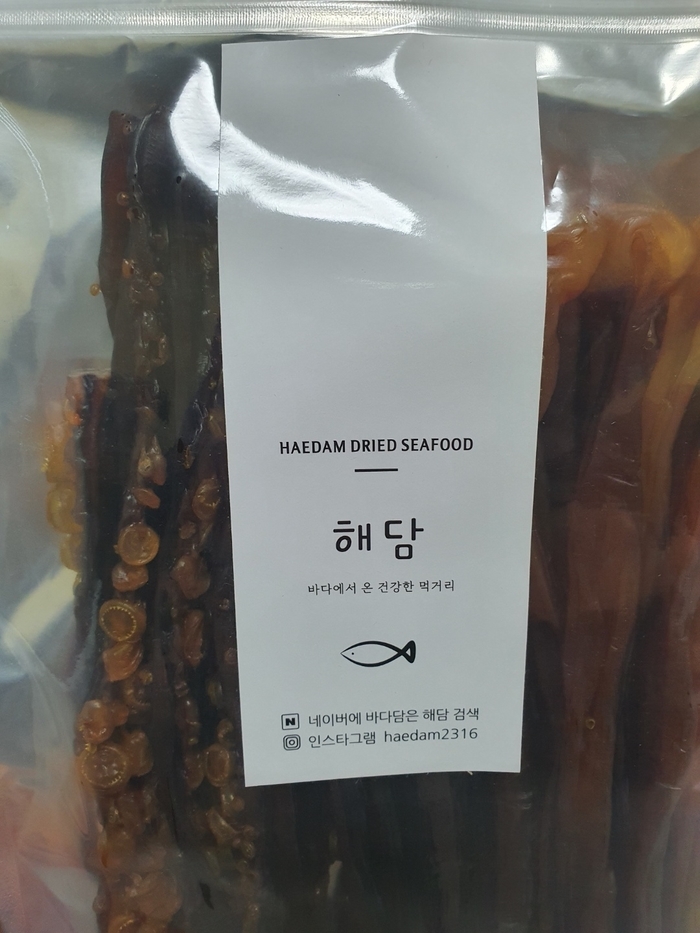 HAEDAM DRIED SEAFOOD
해담
바다에서 온 건강한 먹거리
N 네이버에 바다담은 해담 검색
인스타그램 haedam2316